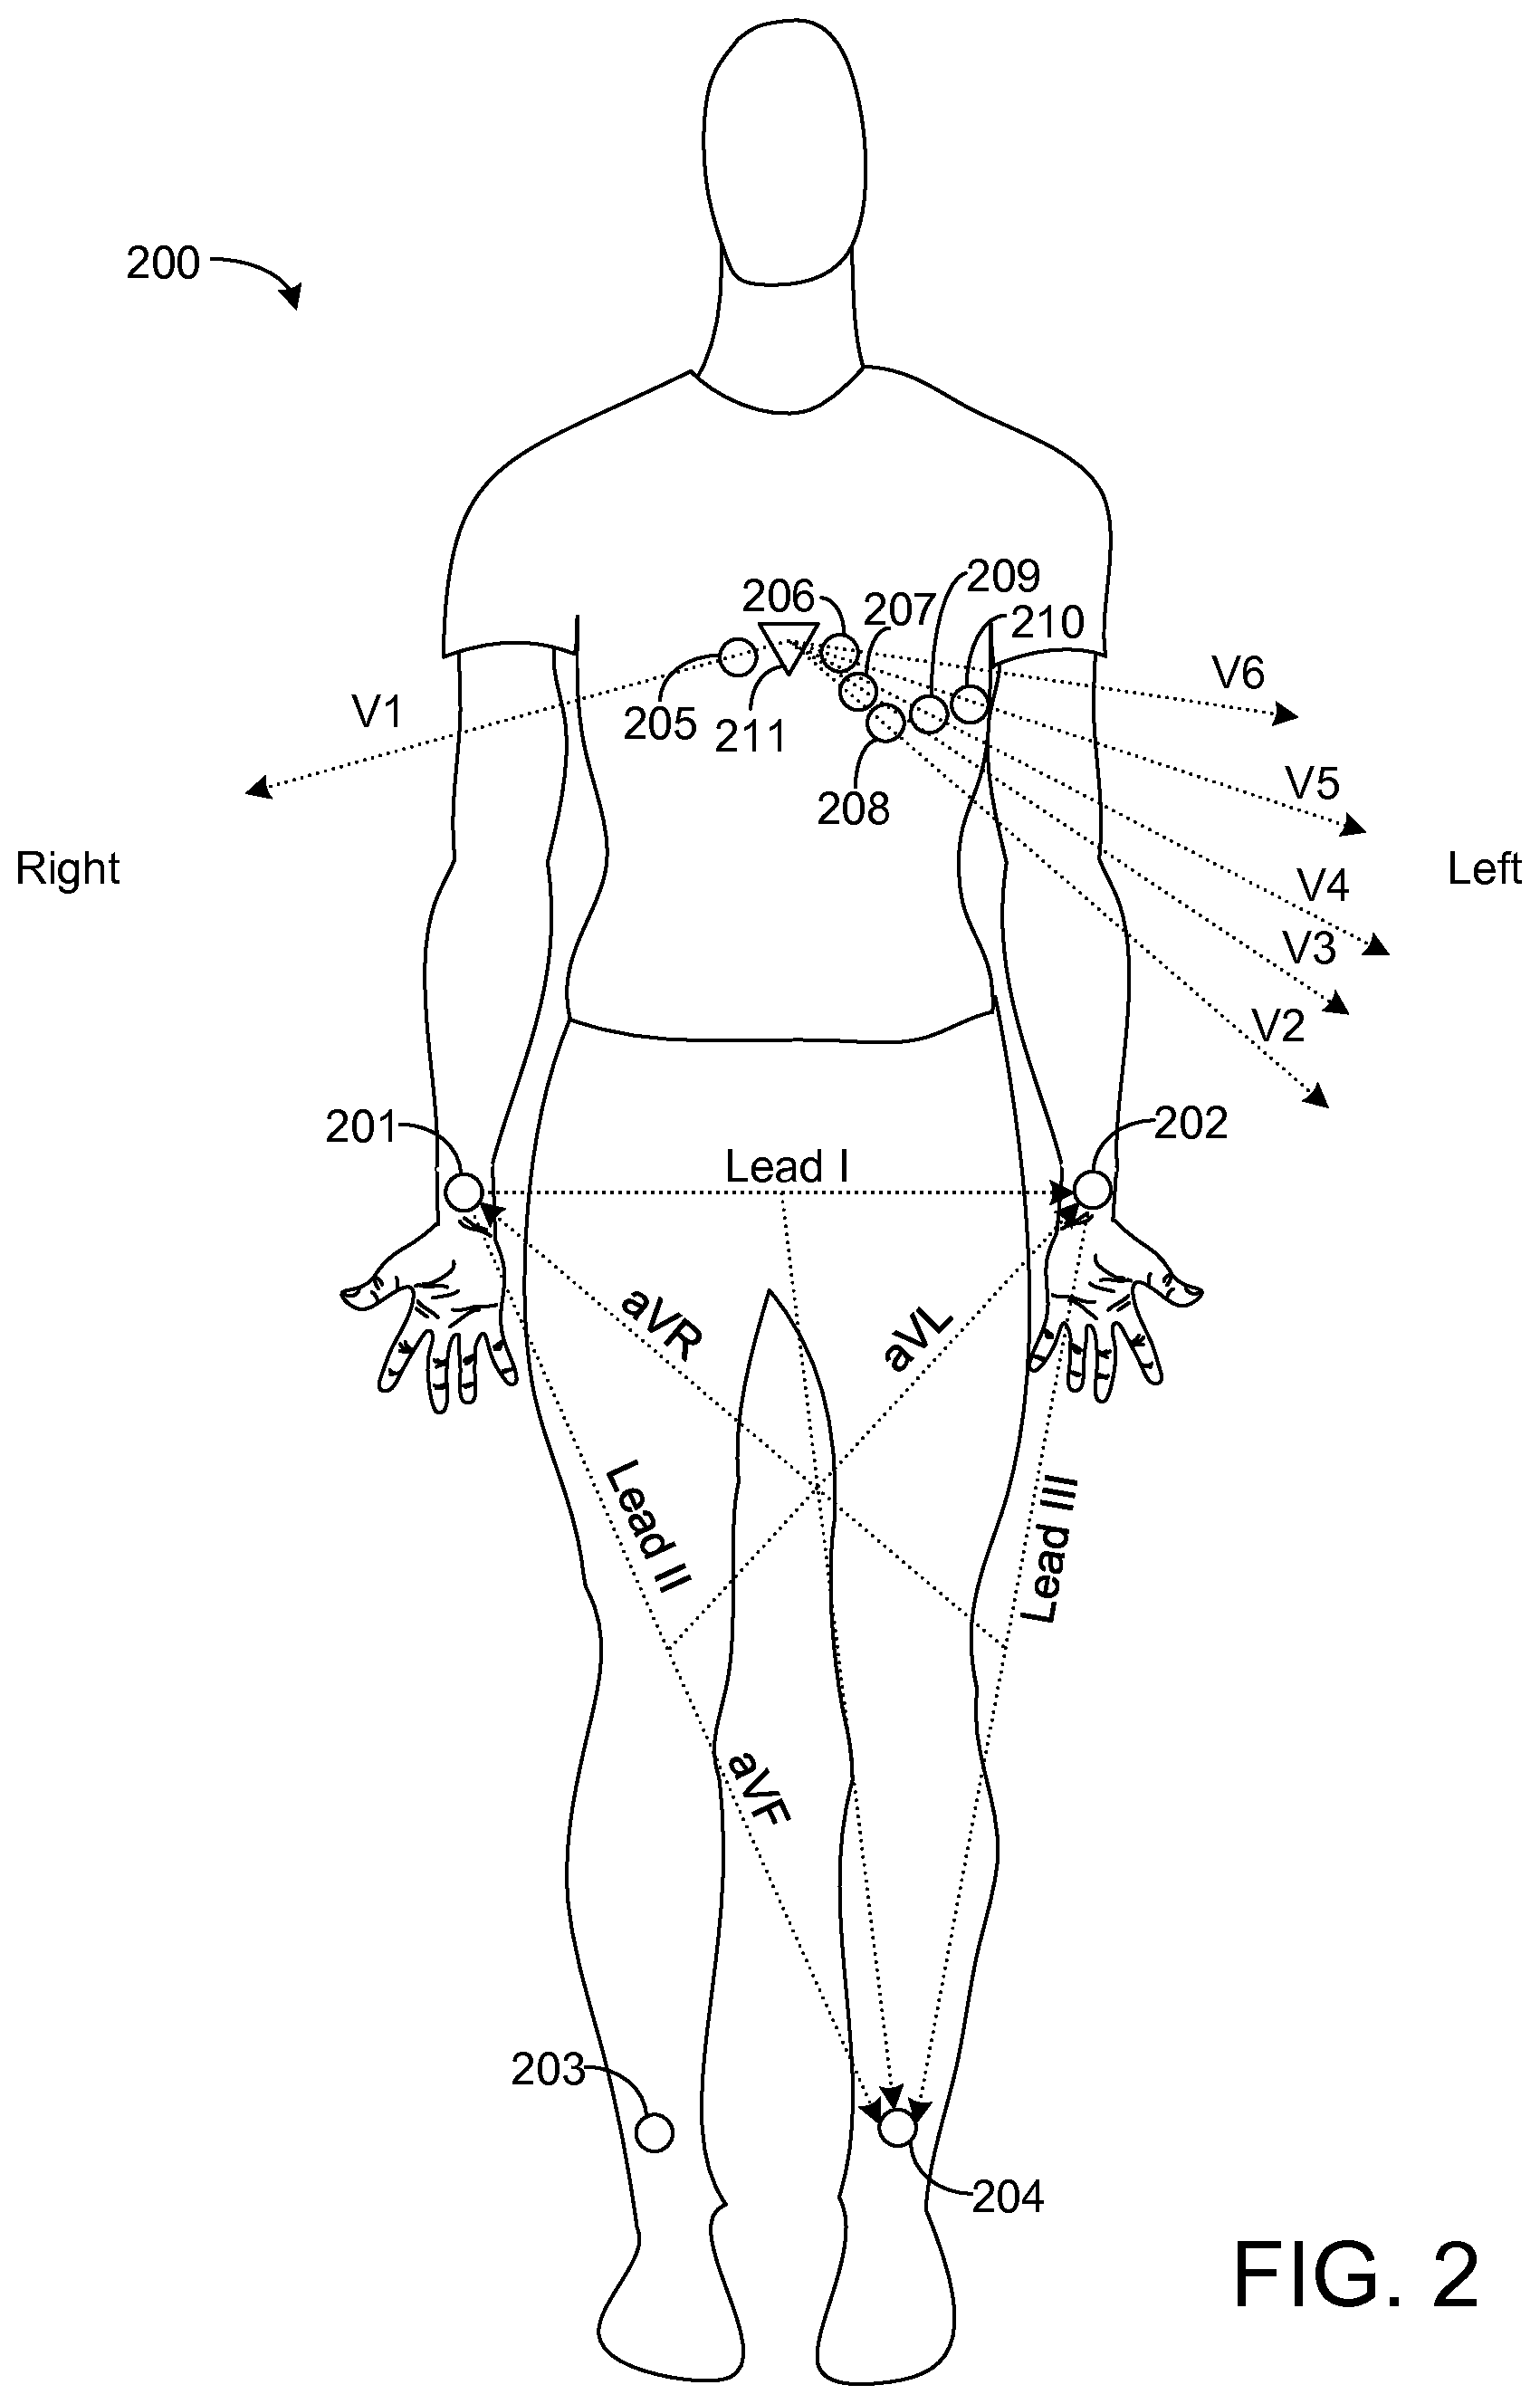 200
209
206
207
210
V6
205
211
V1
V5
208
Right
Left
V4
V3
V2
201
202
Lead I
aVR
aVL
Lead II
Lead III
aVF
203
204
FIG. 2